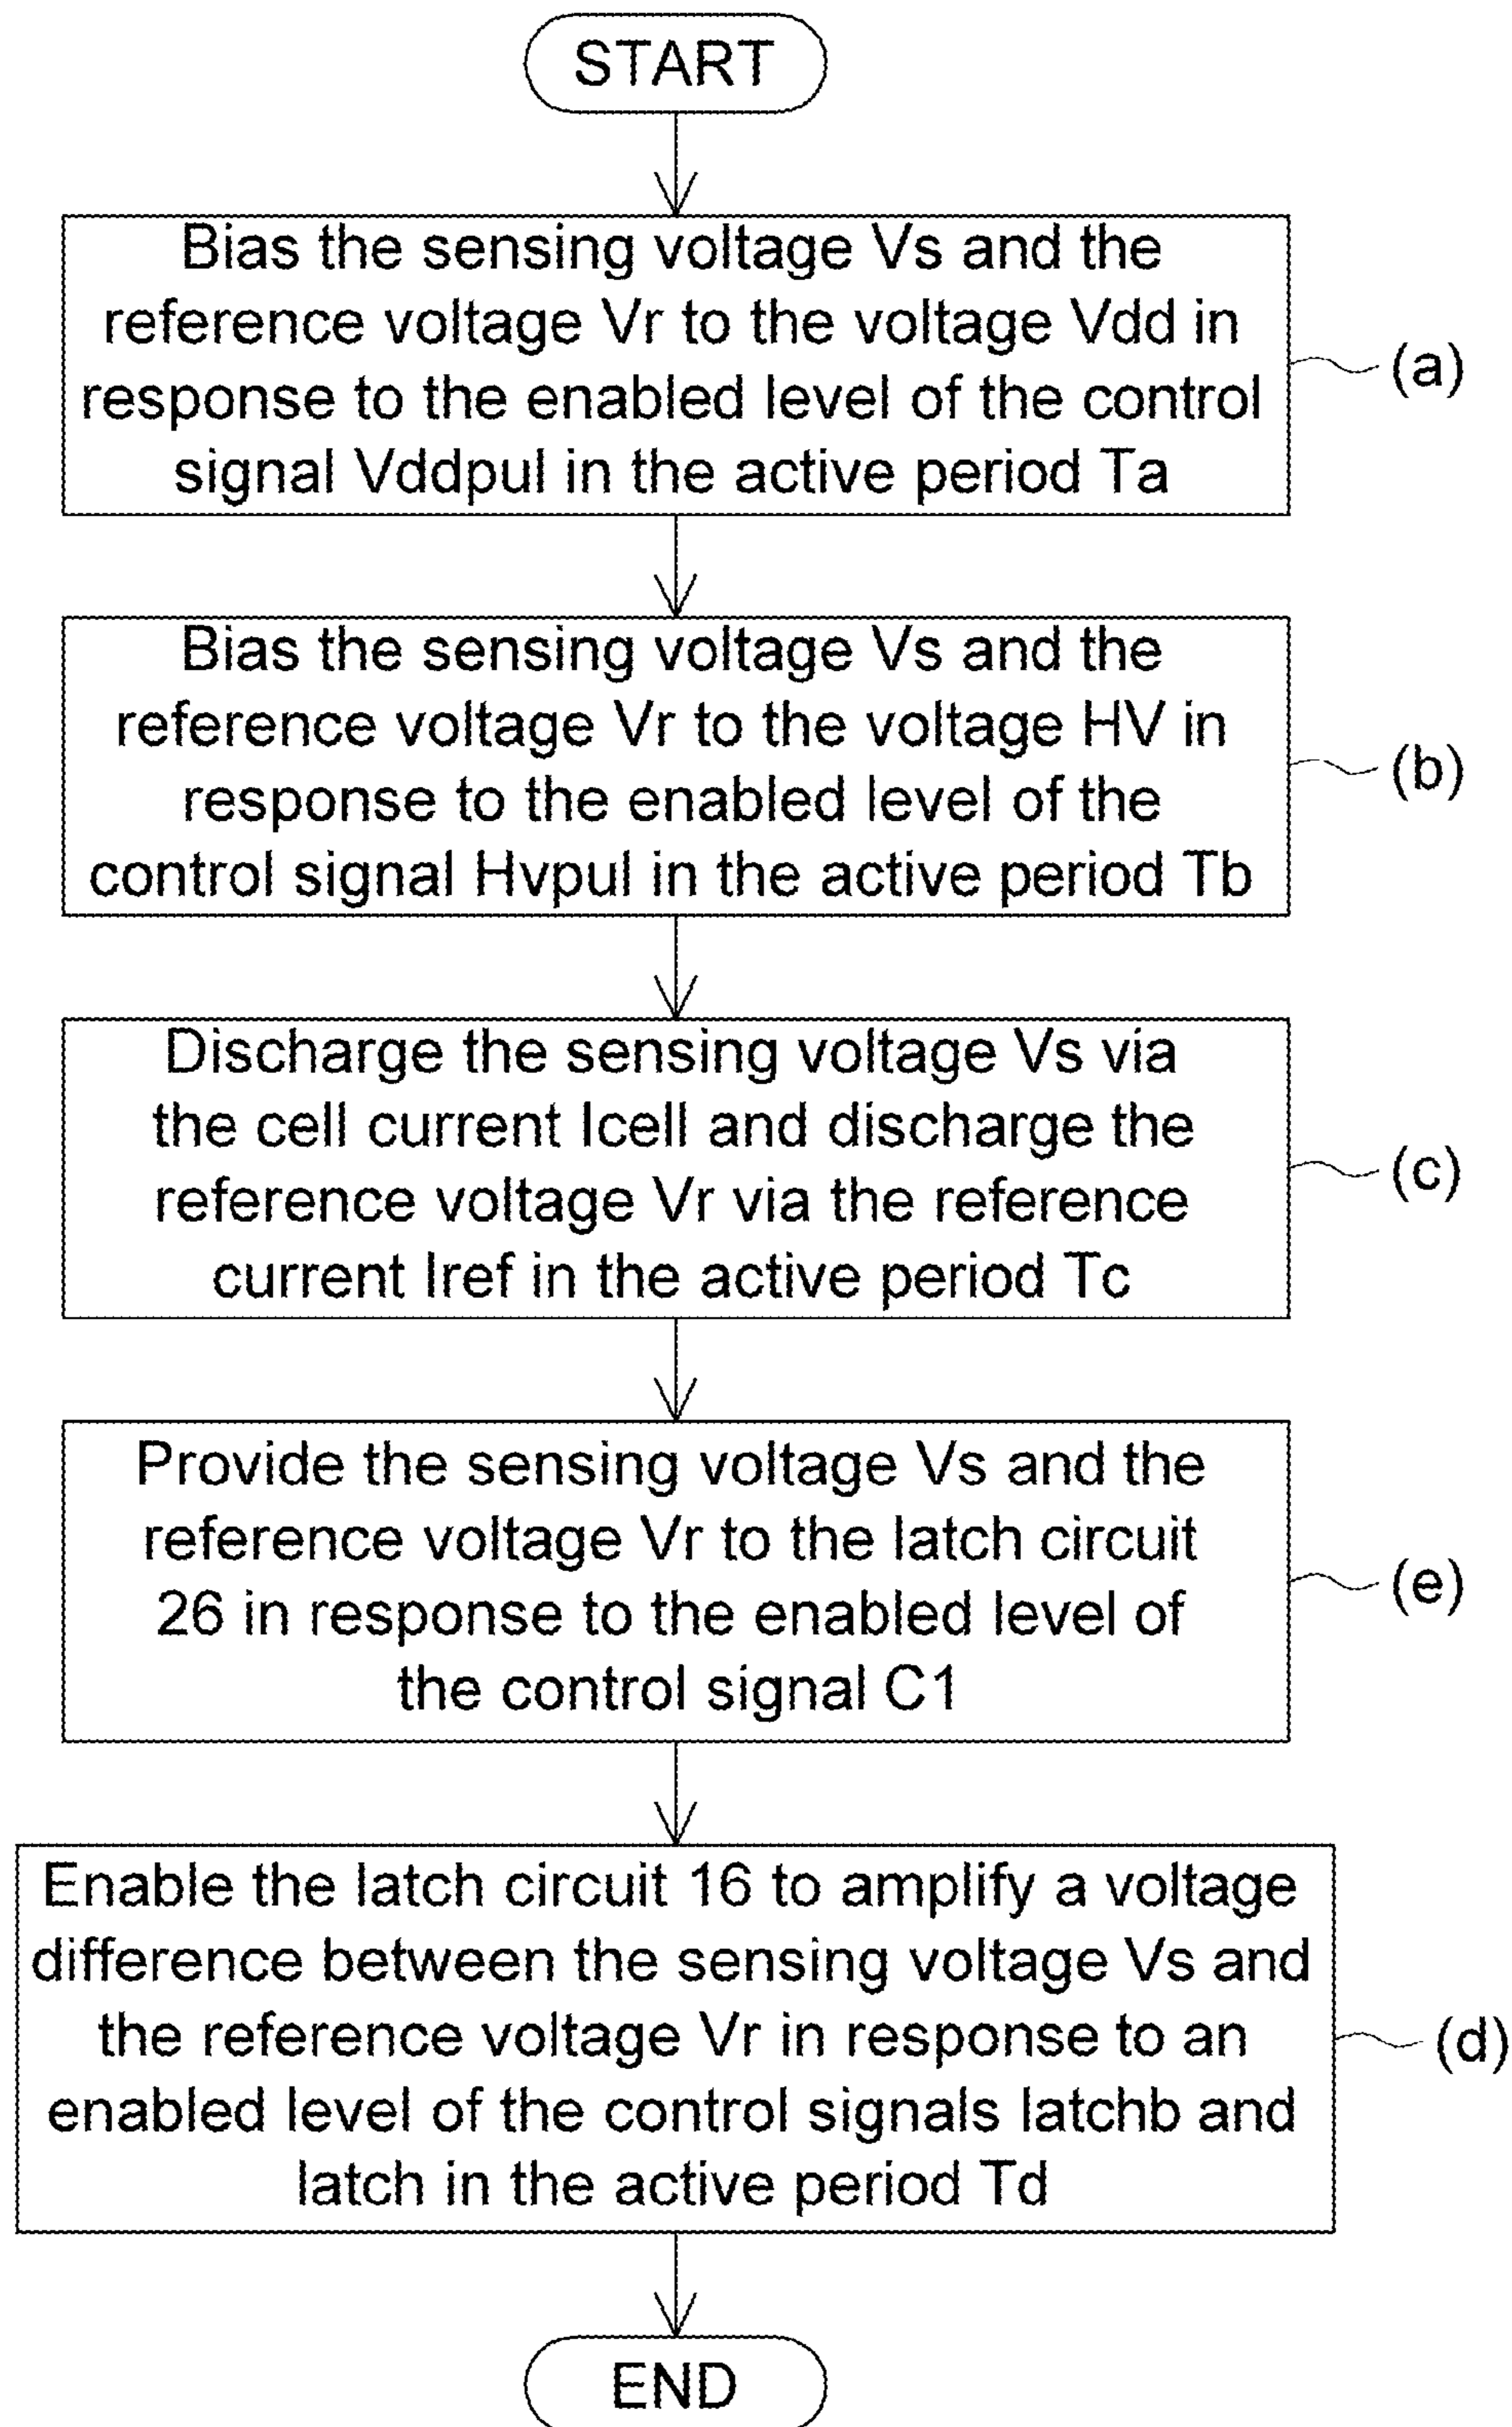 START
Bias the sensing voltage Vs and the
reference voltage Vr to the voltage Vdd in
response to the enabled level of the control
signal Vddpul in the active period Ta
(a)
Bias the sensing voltage Vs and the
reference voltage Vr to the voltage HV in
response to the enabled level of the
control signal Hvpul in the active period Tb
(b)
Discharge the sensing voltage Vs via
the cell current Icell and discharge the
reference voltage Vr via the reference
current Iref in the active period Tc
(c)
Provide the sensing voltage Vs and the
reference voltage Vr to the latch circuit
26 in response to the enabled level of
the control signal C1
(e)
Enable the latch circuit 16 to amplify a voltage
difference between the sensing voltage Vs and
the reference voltage Vr in response to an
enabled level of the control signals latchb and
latch in the active period Td
(d)
END